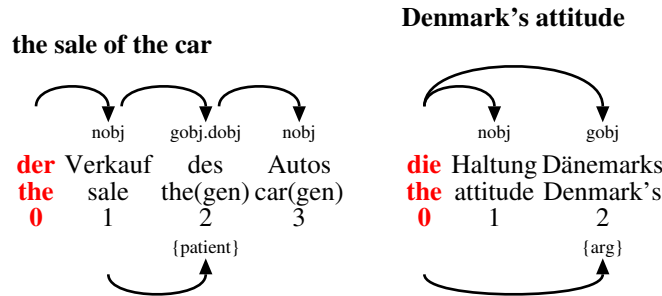 the sale of the car
nobj gobj.dobj nobj
der Verkauf des Autos
the sale the(gen) car(gen)
0 1 2 3
{patient}
Denmark's attitude
nobj gobj
die Haltung Dänemarks
the attitude Denmark's
0 1 2
{arg}